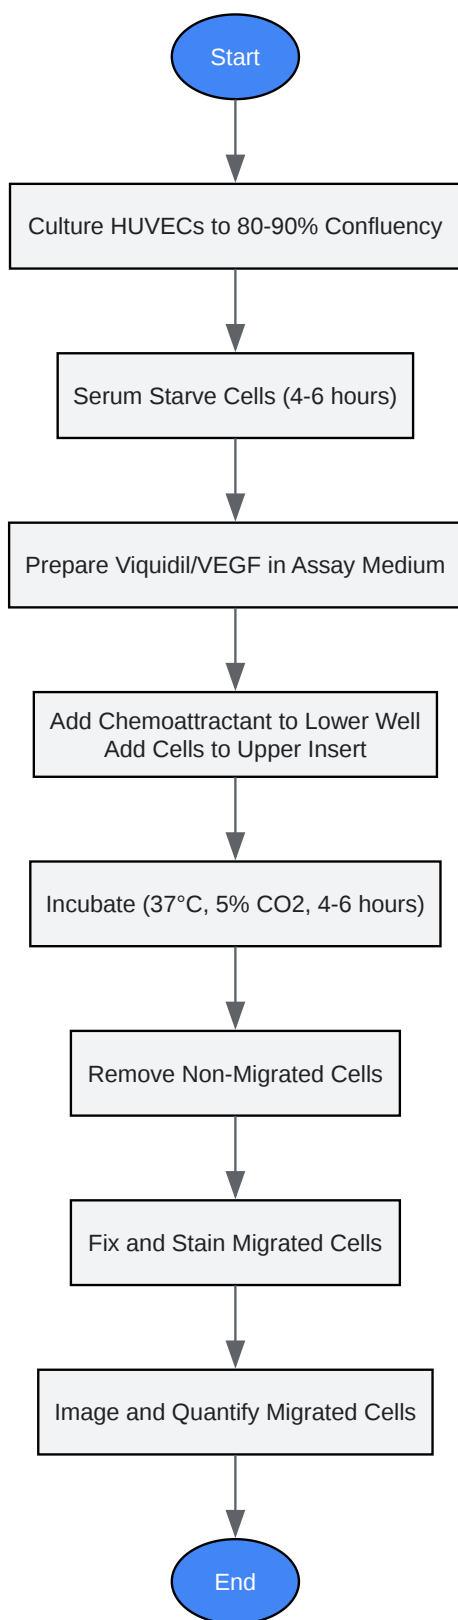 Start
Culture HUVECs to 80-90% Confluency
Serum Starve Cells (4-6 hours)
Prepare Viquidil/VEGF in Assay Medium
Add Chemoattractant to Lower Well
Add Cells to Upper Insert
Incubate (37°C, 5% CO2, 4-6 hours)
Remove Non-Migrated Cells
Fix and Stain Migrated Cells
Image and Quantify Migrated Cells
End